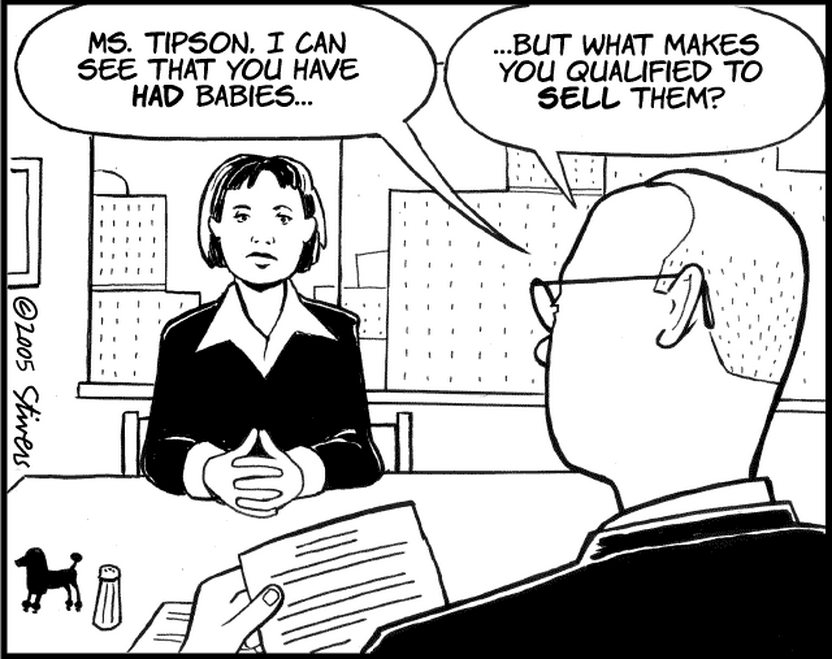 MS. TIPSON, I CAN
SEE THAT YOU HAVE
HAD BABIES...
...BUT WHAT MAKES
YOU QUALIFIED TO
SELL THEM?
©2005 Stivers